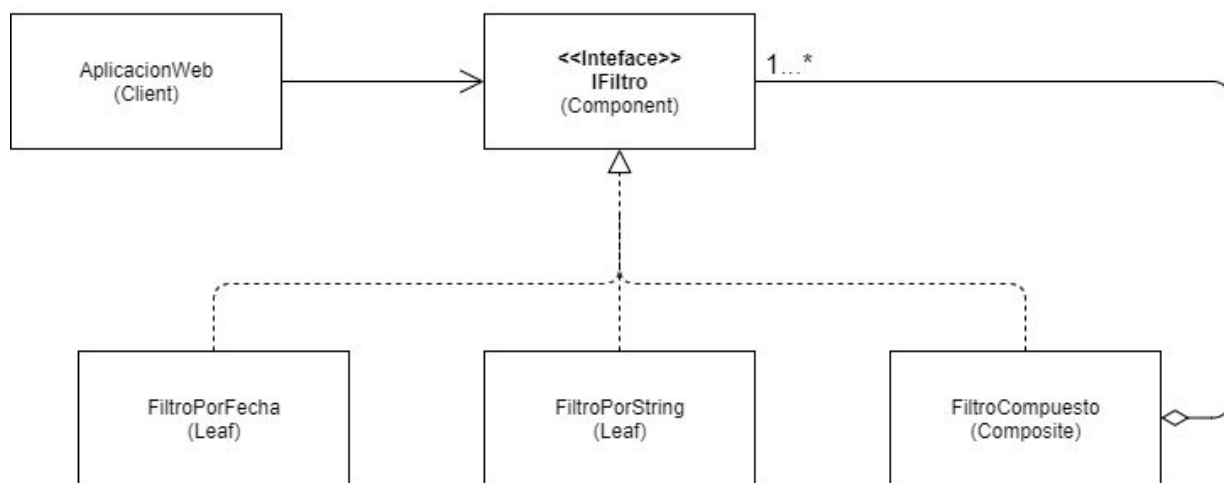 AplicacionWeb
(Client)
<<Inteface>>
IFiltro
(Component)
1...*
FiltroPorFecha
(Leaf)
FiltroPorString
(Leaf)
FiltroCompuesto
(Composite)